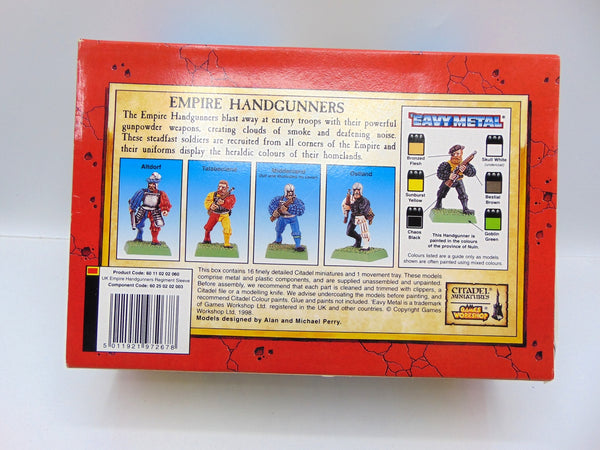 EMPIRE HANDGUNNERS
The Empire Handgunners blast away at enemy troops with their powerful
gunpowder weapons, creating clouds of smoke and deafening noise.
These steadfast soldiers are recruited from all corners of the Empire and
their uniforms display the heraldic colours of their homelands.
Altdorf
Talabheim
Middenheim
Ostland
'EAVY METAL
Bronzed
Flesh
Skull White
(undercoat)
Sunburst
Yellow
Bestial
Brown
Chaos
Black
Goblin
Green
This Handgunner is
painted in the colours
of the province of Nuln.
Colours listed are a guide only as models
shown are often painted using mixed colours.
Product Code: 60 11 02 02 060
UK Empire Handgunners Regiment Sleeve
Component Code: 60 25 02 02 003
5 011921 972678
This box contains 16 finely detailed Citadel miniatures and 1 movement tray. These models
comprise metal and plastic components, and are supplied unassembled and unpainted.
Before assembly, we recommend that each part is cleaned and trimmed with clippers, a
Citadel file or a modelling knife. We advise undercoating the models before painting, and
recommend Citadel Colour paints. Glue and paints not included. 'Eavy Metal is a trademark
of Games Workshop Ltd. registered in the UK and other countries. © Copyright Games
Workshop Ltd, 1998.
Models designed by Alan and Michael Perry.
CITADEL
MINIATURES
GAMES
WORKSHOP